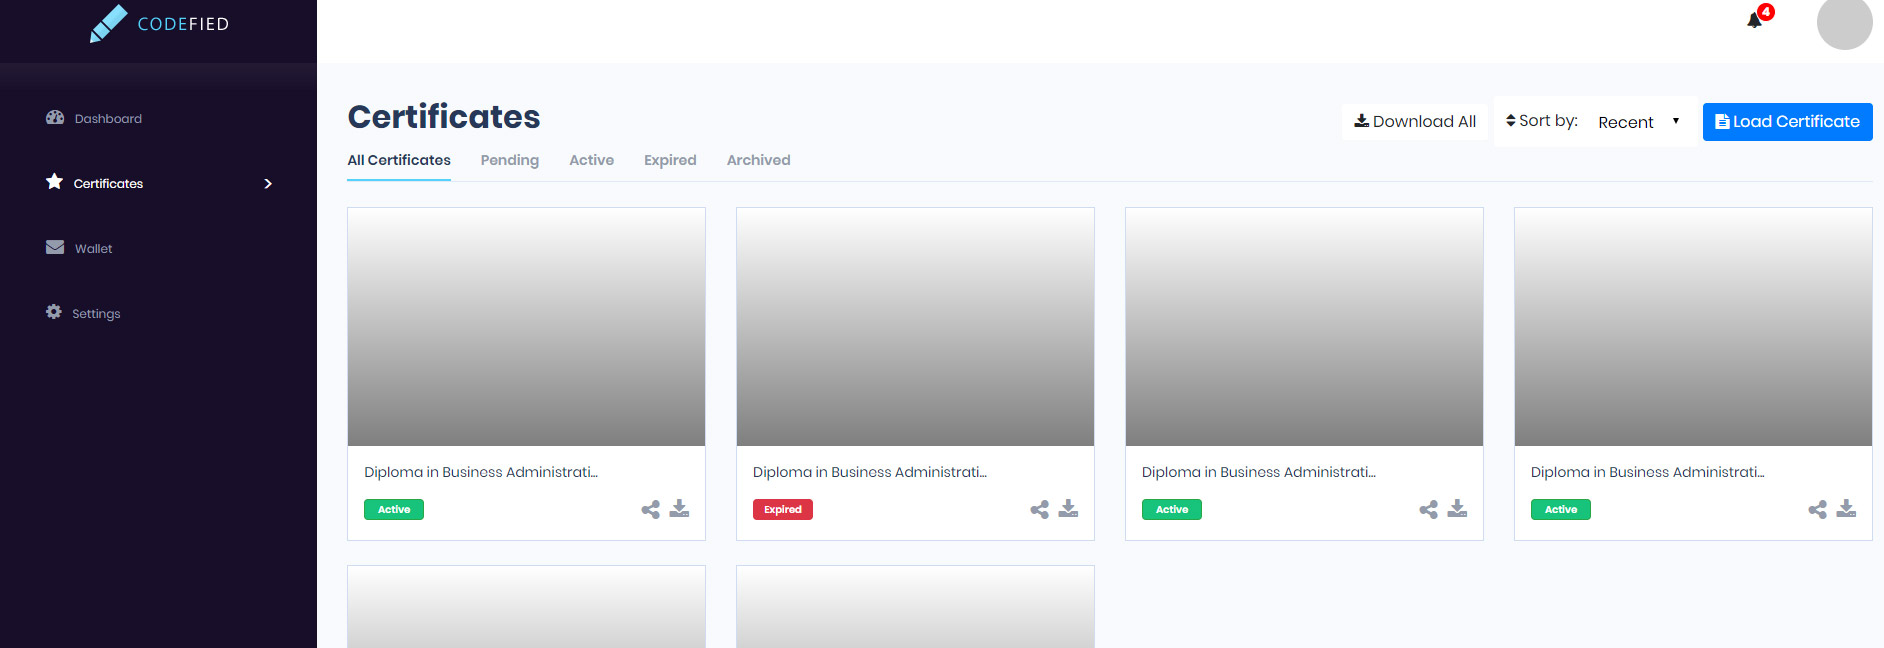 CODEFIED
4
Dashboard
Certificates
Wallet
Settings
Certificates
Download All
Sort by:
Recent
Load Certificate
All Certificates
Pending
Active
Expired
Archived
Diploma in Business Administrati...
Active
Diploma in Business Administrati...
Expired
Diploma in Business Administrati...
Active
Diploma in Business Administrati...
Active